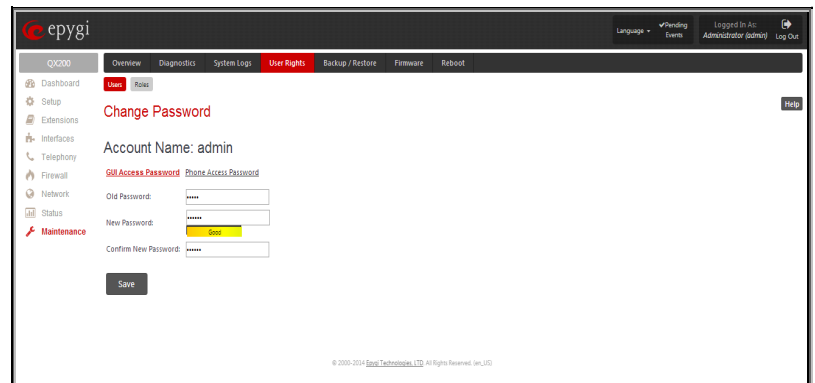 epygi
Language
Pending Events
Logged In As:
Administrator (admin)
Log Out
QX200
Overview Diagnostics System Logs User Rights Backup / Restore Firmware Reboot
Dashboard
Setup
Extensions
Interfaces
Telephony
Firewall
Network
Status
Maintenance
Users Roles
Help
Change Password
Account Name: admin
GUI Access Password Phone Access Password
Old Password: •••••
New Password: ••••••
Good
Confirm New Password: ••••••
Save
© 2000-2014 Epygi Technologies, LTD. All Rights Reserved. (en_US)